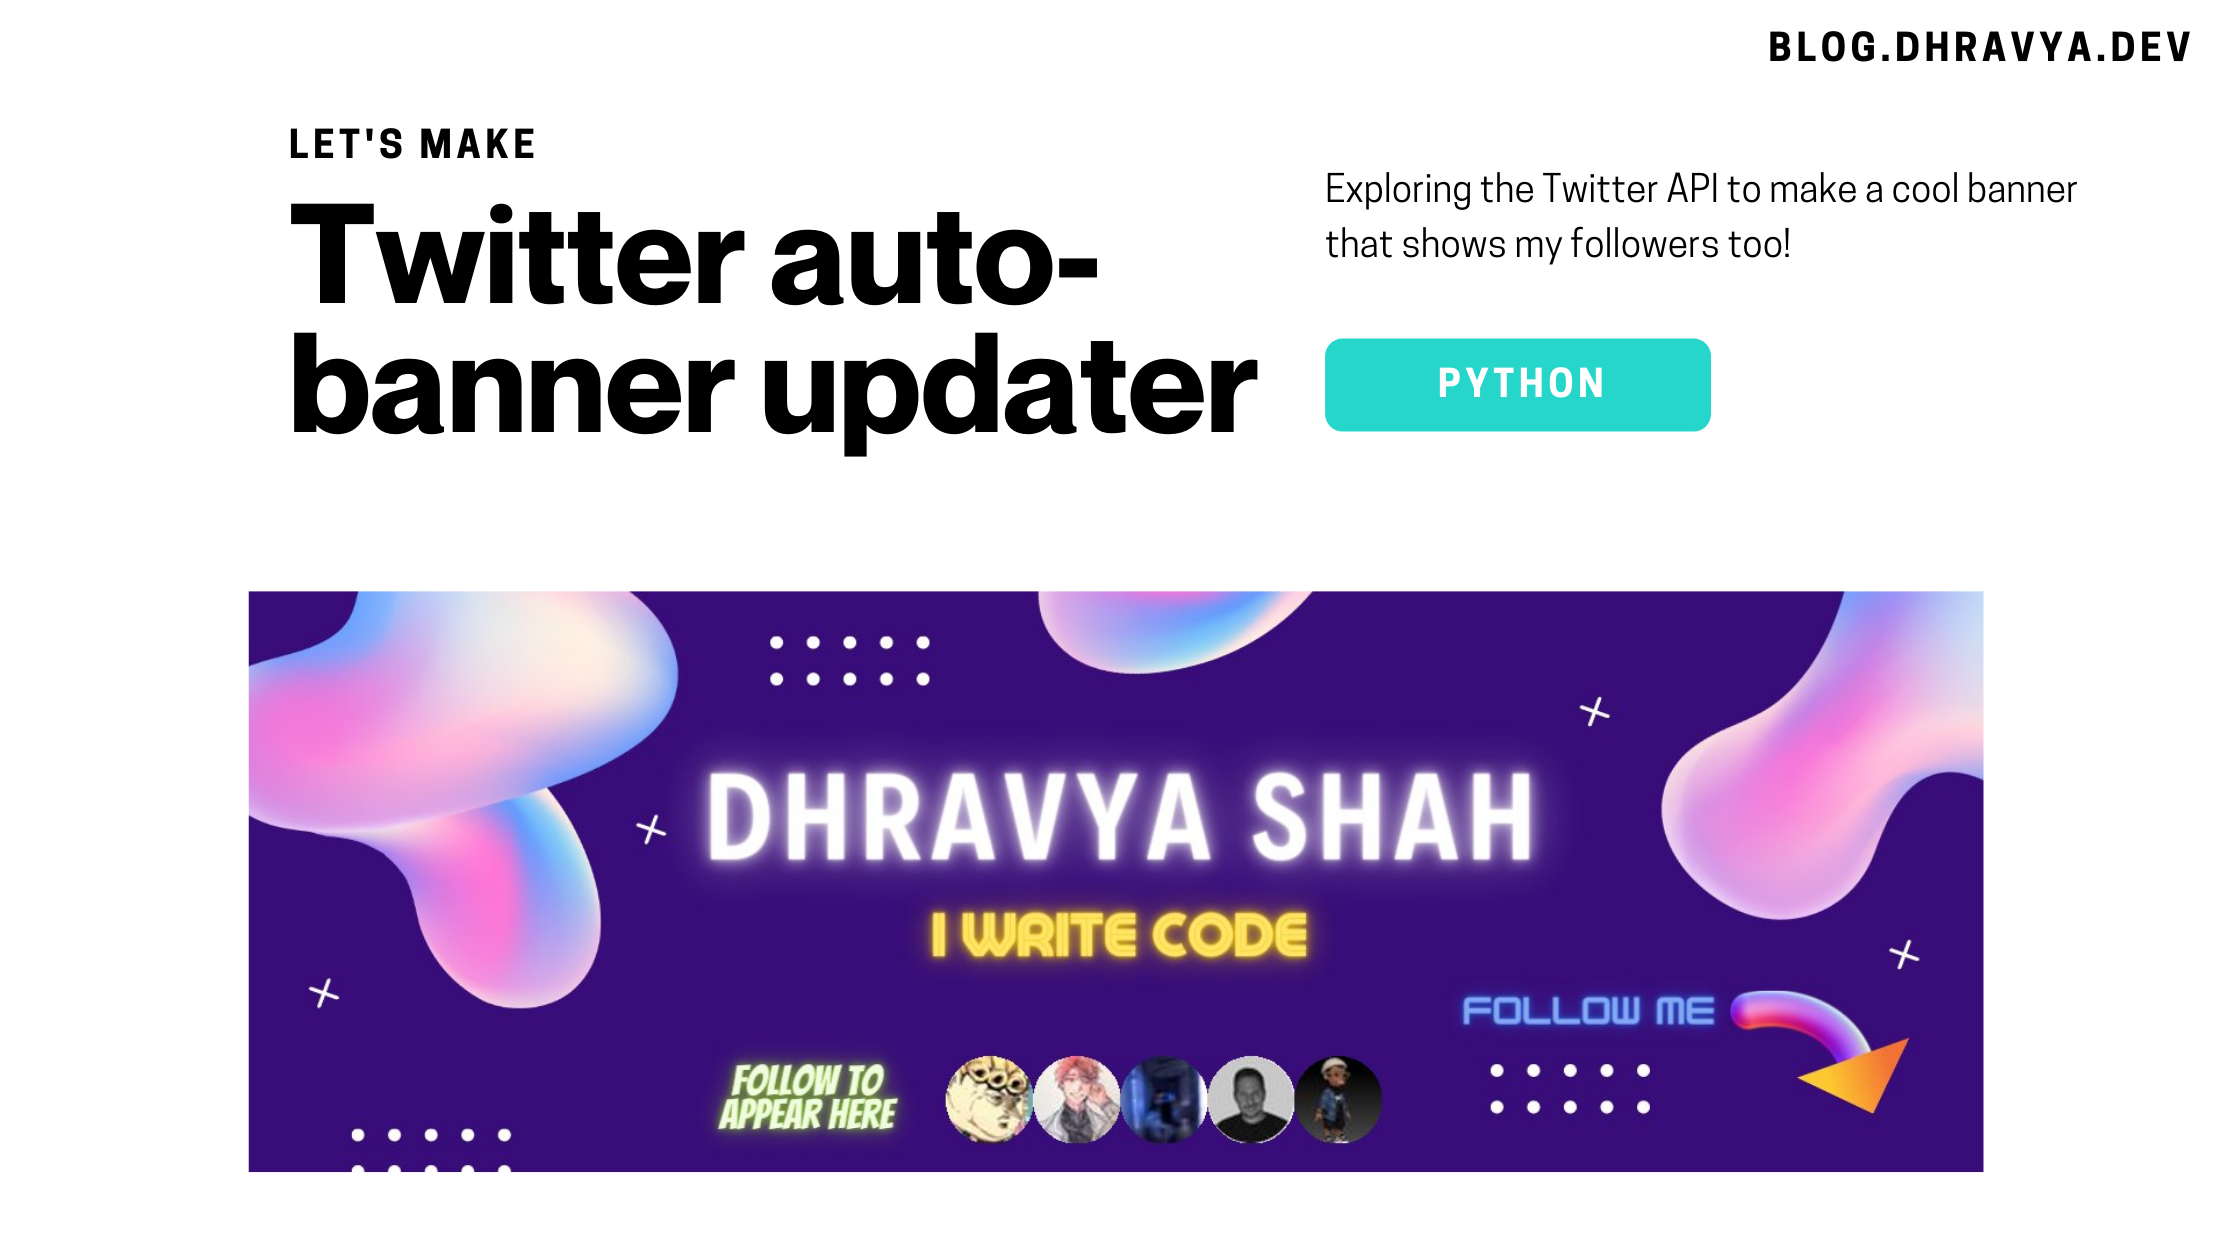 BLOG.DHRAVYA.DEV
LET'S MAKE
Twitter auto-
banner updater
Exploring the Twitter API to make a cool banner
that shows my followers too!
PYTHON
DHRAVYA SHAH
I WRITE CODE
FOLLOW ME
FOLLOW TO
APPEAR HERE